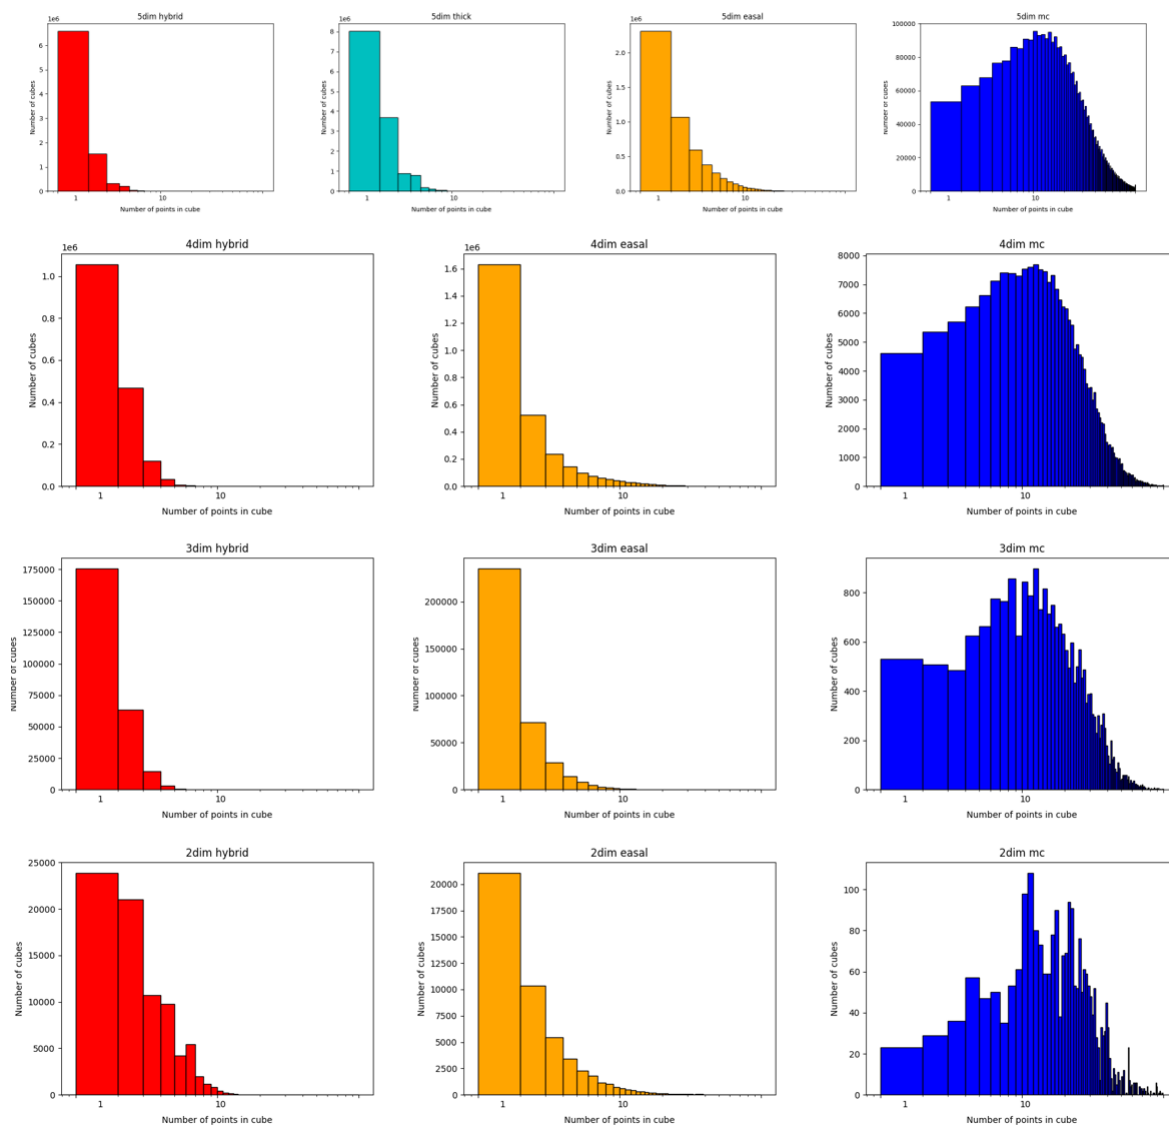 5dim hybrid
1e6
6
5
4
3
2
1
0
Number of cubes
1
10
Number of points in cube
5dim thick
1e6
8
7
6
5
4
3
2
1
0
Number of cubes
1
10
Number of points in cube
5dim easal
1e6
2.0
1.5
1.0
0.5
0.0
Number of cubes
1
10
Number of points in cube
5dim mc
100000
80000
60000
40000
20000
0
Number of cubes
1
10
Number of points in cube
4dim hybrid
1e6
1.0
0.8
0.6
0.4
0.2
0.0
Number of cubes
1
10
Number of points in cube
4dim easal
1e6
1.6
1.4
1.2
1.0
0.8
0.6
0.4
0.2
0.0
Number of cubes
1
10
Number of points in cube
4dim mc
8000
7000
6000
5000
4000
3000
2000
1000
0
Number of cubes
1
10
Number of points in cube
3dim hybrid
175000
150000
125000
100000
75000
50000
25000
0
Number of cubes
1
10
Number of points in cube
3dim easal
200000
150000
100000
50000
0
Number of cubes
1
10
Number of points in cube
3dim mc
800
600
400
200
0
Number of cubes
1
10
Number of points in cube
2dim hybrid
25000
20000
15000
10000
5000
0
Number of cubes
1
10
Number of points in cube
2dim easal
20000
17500
15000
12500
10000
7500
5000
2500
0
Number of cubes
1
10
Number of points in cube
2dim mc
100
80
60
40
20
0
Number of cubes
1
10
Number of points in cube